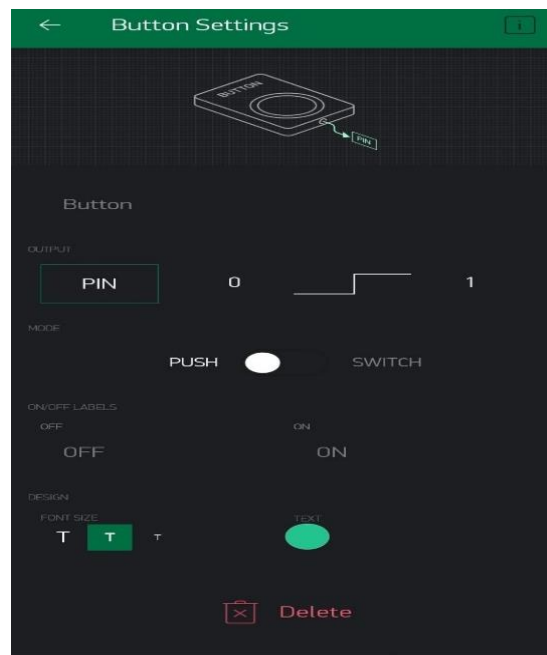 ← Button Settings i
BUTTON
PIN
Button
OUTPUT
PIN 0 1
MODE
PUSH SWITCH
ON/OFF LABELS
OFF ON
OFF ON
DESIGN
FONT SIZE TEXT
T T T
Delete